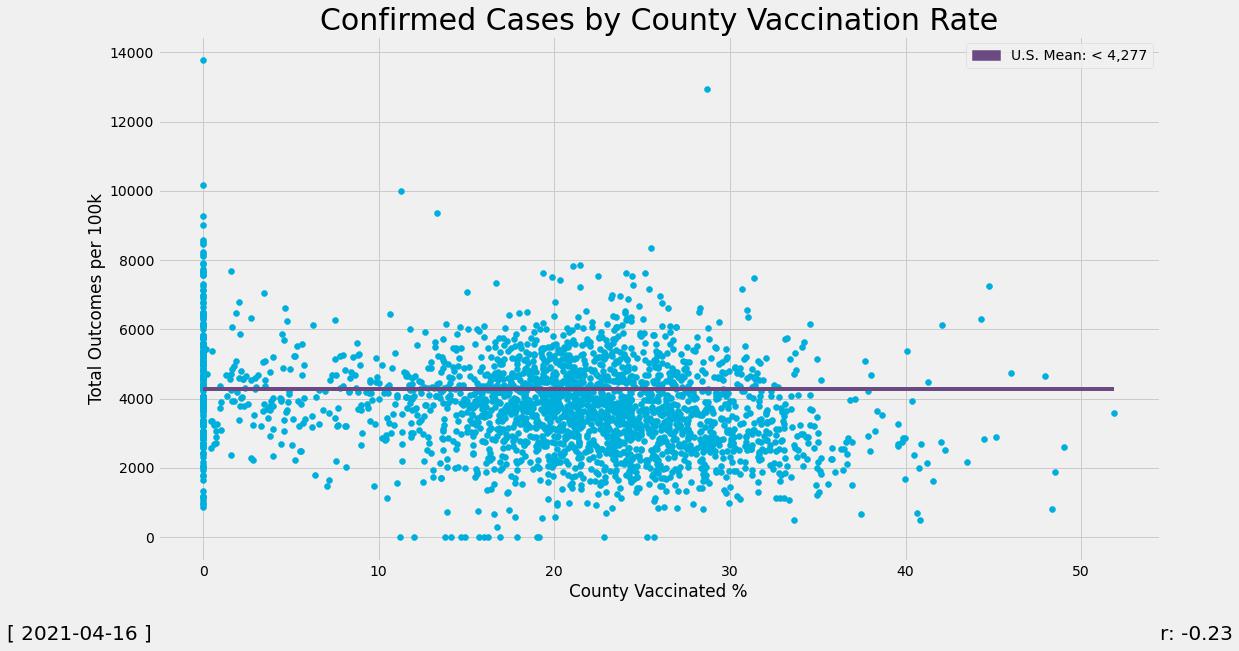 Confirmed Cases by County Vaccination Rate
U.S. Mean: < 4,277
14000
12000
10000
8000
6000
4000
2000
0
Total Outcomes per 100k
0 10 20 30 40 50
County Vaccinated %
[ 2021-04-16 ]
r: -0.23